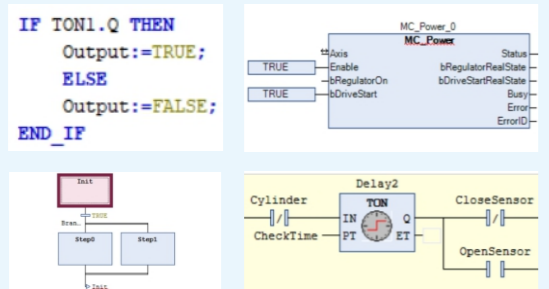 IF TON1.Q THEN
Output:=TRUE;
ELSE
Output:=FALSE;
END_IF
MC_Power_0
MC_Power
Axis
Status
TRUE
Enable
bRegulatorRealState
bRegulatorOn
bDriveStartRealState
TRUE
bDriveStart
Busy
Error
ErrorID
Init
TRUE
Bran...
Step0
Step1
Init
Delay2
Cylinder
TON
CloseSensor
IN
Q
CheckTime
PT
ET
OpenSensor